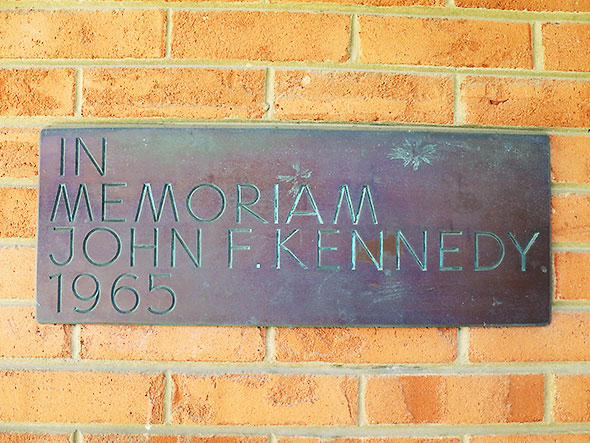 IN
MEMORIAM
JOHN F. KENNEDY
1965